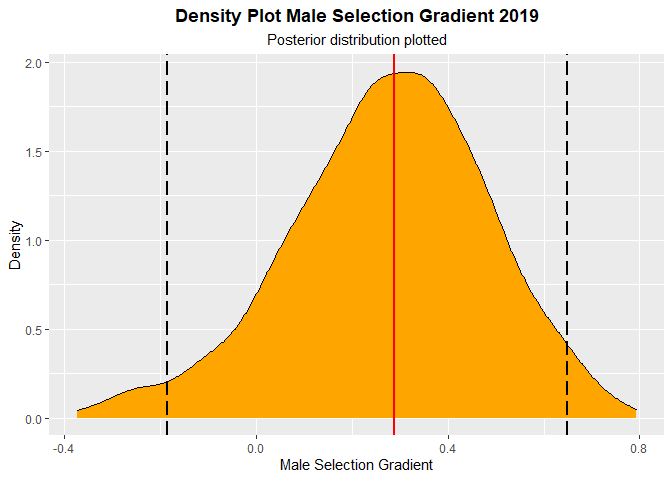 Density Plot Male Selection Gradient 2019
Posterior distribution plotted
2.0
1.5
1.0
0.5
0.0
Density
-0.4
0.0
0.4
0.8
Male Selection Gradient